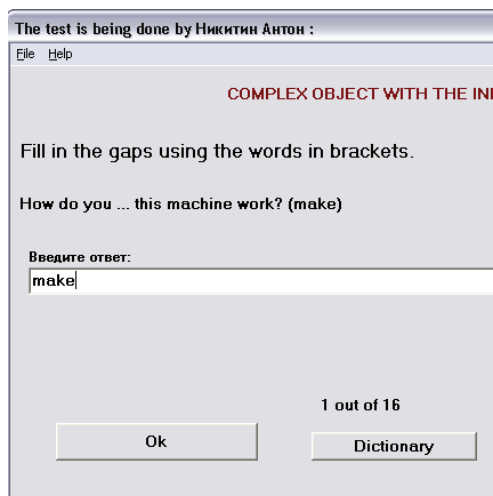 The test is being done by Никитин Антон :
File Help
COMPLEX OBJECT WITH THE
Fill in the gaps using the words in brackets.
How do you ... this machine work? (make)
Введите ответ:
make
1 out of 16
Ok
Dictionary